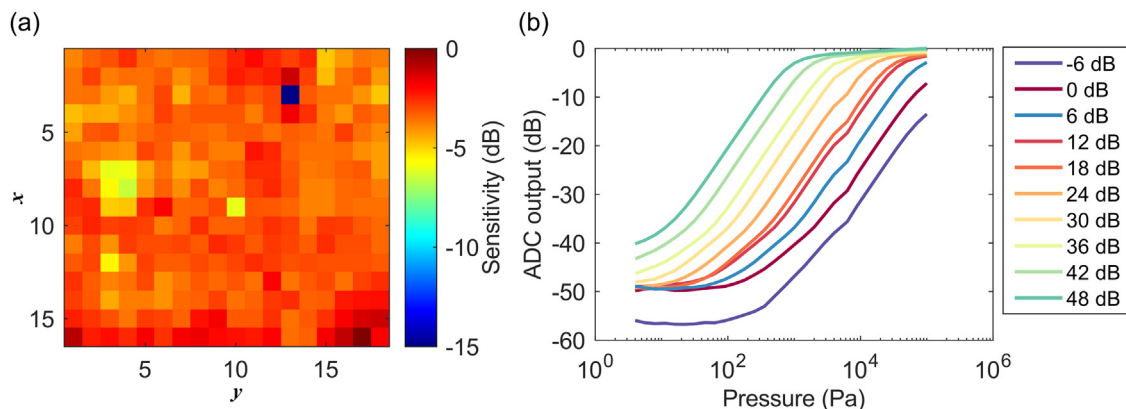 (a)
x
5
10
15
5
10
15
y
0
-5
-10
-15
Sensitivity (dB)
(b)
ADC output (dB)
0
-10
-20
-30
-40
-50
-60
10^0
10^2
10^4
10^6
Pressure (Pa)
-6 dB
0 dB
6 dB
12 dB
18 dB
24 dB
30 dB
36 dB
42 dB
48 dB